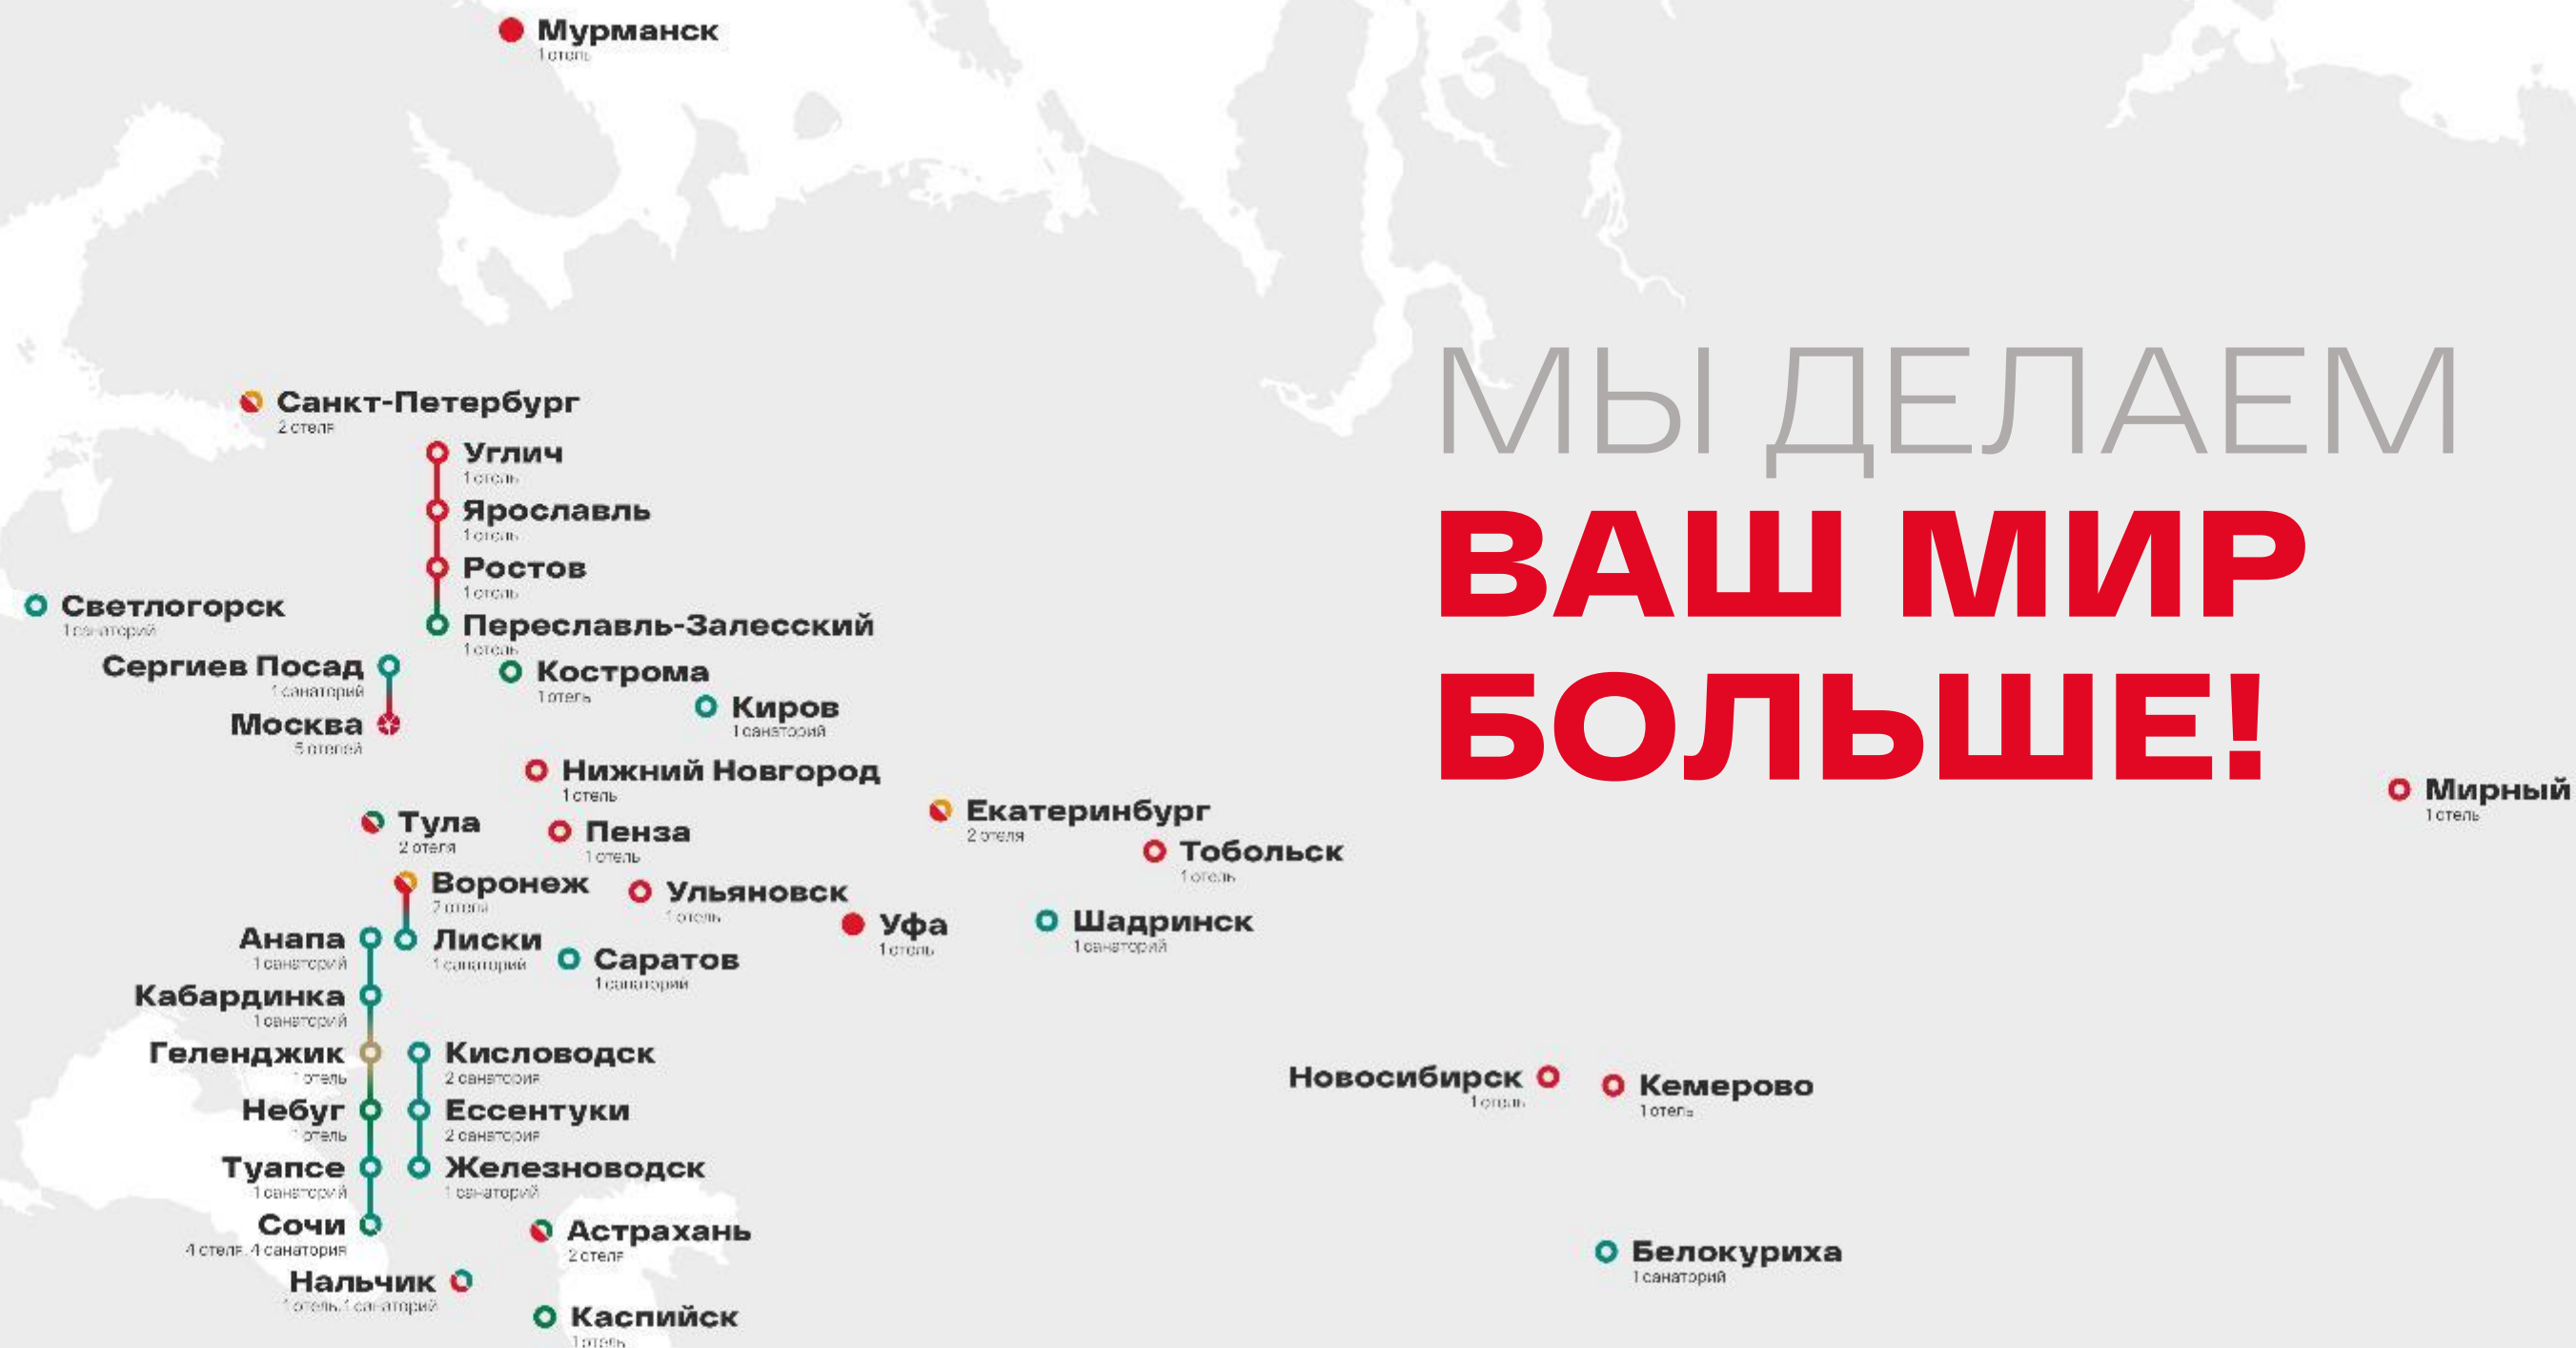 Мурманск
1 отель
Санкт-Петербург
2 отеля
Углич
1 отель
Ярославль
1 отель
Ростов
1 отель
Переславль-Залесский
1 отель
Светлогорск
1 санаторий
Сергиев Посад
1 санаторий
Москва
5 отелей
Кострома
1 отель
Киров
1 санаторий
Нижний Новгород
1 отель
Тула
2 отеля
Пенза
1 отель
Екатеринбург
2 отеля
Тобольск
1 отель
Воронеж
2 отеля
Ульяновск
1 отель
Уфа
1 отель
Шадринск
1 санаторий
Анапа
1 санаторий
Лиски
1 санаторий
Саратов
1 санаторий
Кабардинка
1 санаторий
Геленджик
1 отель
Небуг
1 отель
Туапсе
1 санаторий
Сочи
4 отеля, 4 санатория
Кисловодск
2 санатория
Ессентуки
2 санатория
Железноводск
1 санаторий
Нальчик
1 отель, 1 санаторий
Астрахань
2 отеля
Каспийск
1 отель
МЫ ДЕЛАЕМ
ВАШ МИР
БОЛЬШЕ!
Мирный
1 отель
Новосибирск
1 отель
Кемерово
1 отель
Белокуриха
1 санаторий